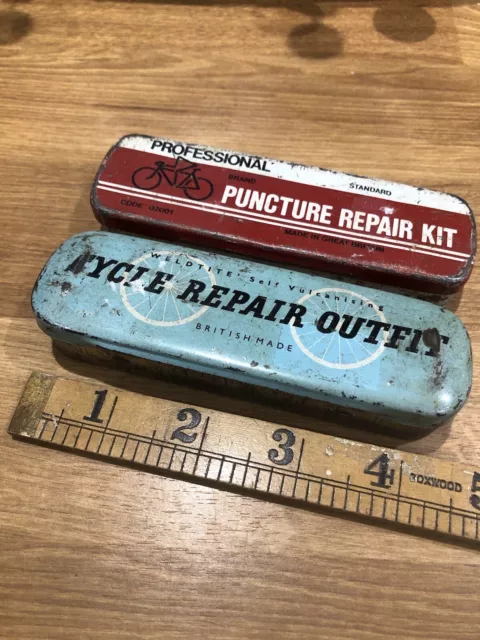 PROFESSIONAL
BRAND
STANDARD
PUNCTURE REPAIR KIT
CODE 02001
MADE IN GREAT BRITAIN
WELDTITE Self Vulcanising
CYCLE REPAIR OUTFIT
BRITISH MADE
1 2 3 4 5
BOXWOOD